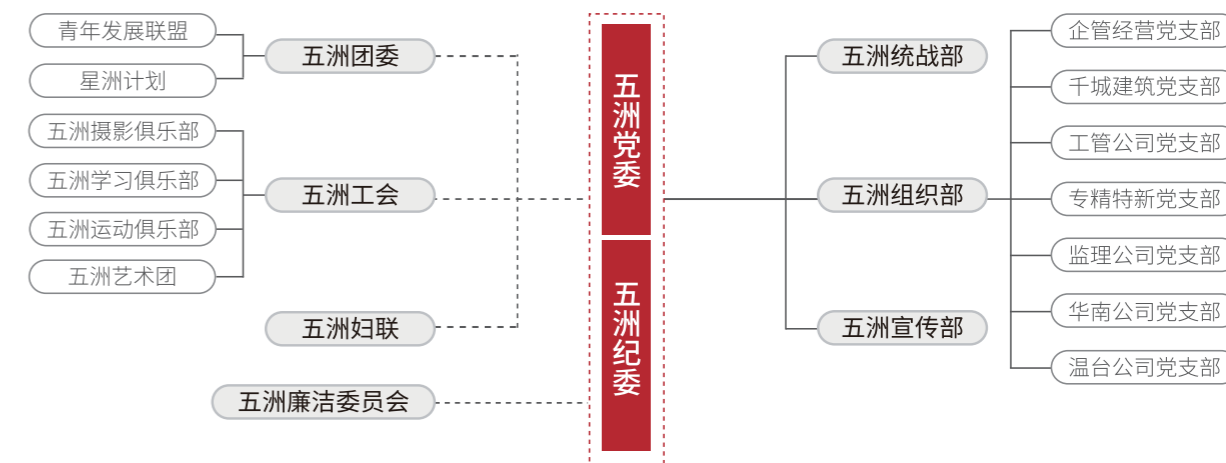 青年发展联盟
星洲计划
五洲团委
五洲摄影俱乐部
五洲学习俱乐部
五洲运动俱乐部
五洲艺术团
五洲工会
五洲妇联
五洲廉洁委员会
五洲党委
五洲纪委
五洲统战部
五洲组织部
五洲宣传部
企管经营党支部
千城建筑党支部
工管公司党支部
专精特新党支部
监理公司党支部
华南公司党支部
温台公司党支部